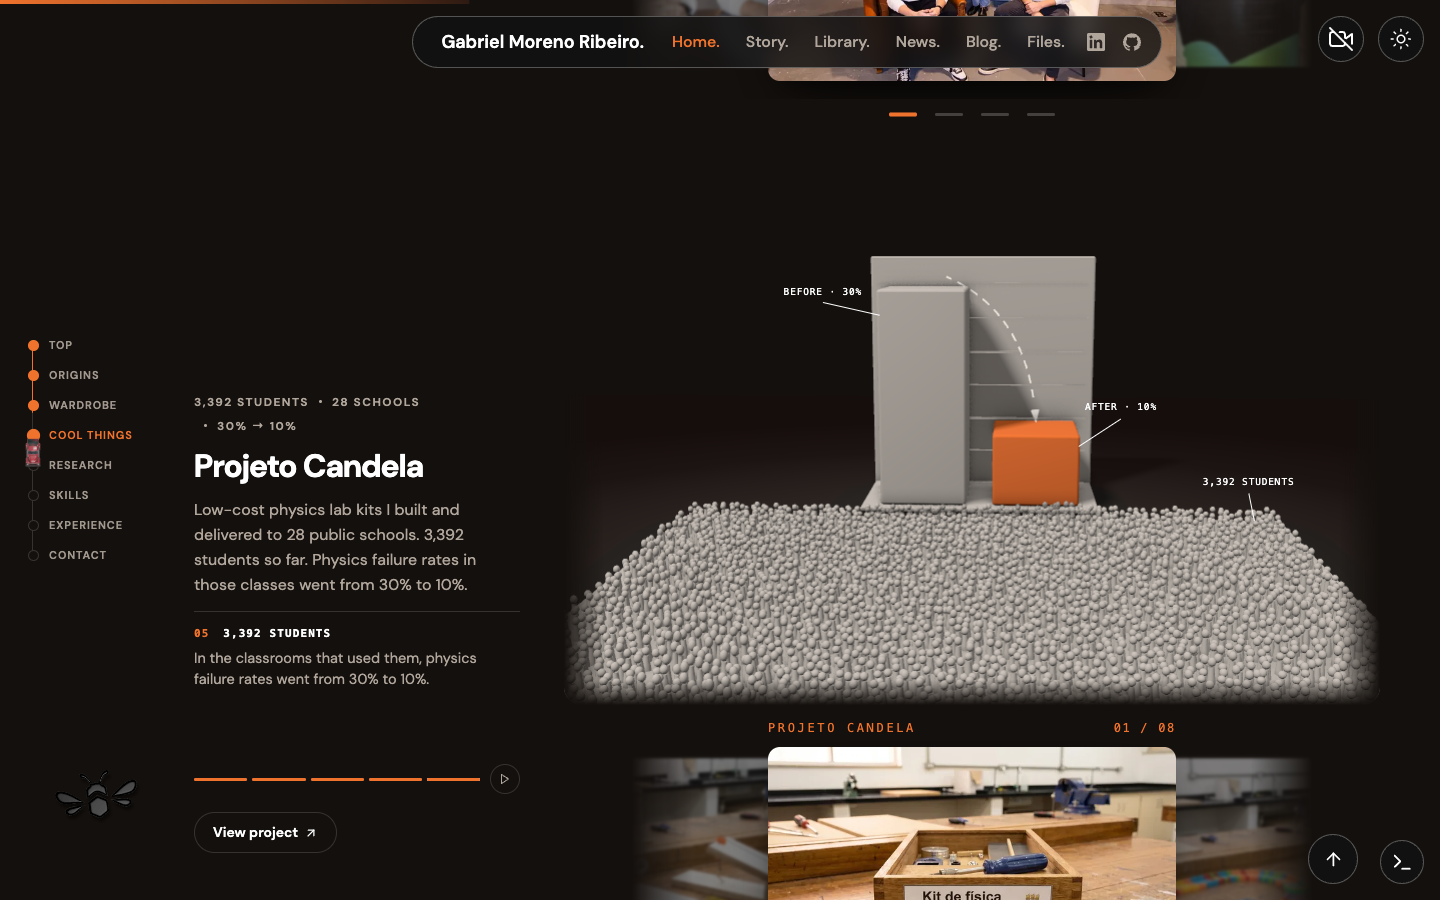 Gabriel Moreno Ribeiro.
Home.
Story.
Library.
News.
Blog.
Files.
TOP
ORIGINS
WARDROBE
COOL THINGS
RESEARCH
SKILLS
EXPERIENCE
CONTACT
3,392 STUDENTS • 28 SCHOOLS
• 30% → 10%
Projeto Candela
Low-cost physics lab kits I built and
delivered to 28 public schools. 3,392
students so far. Physics failure rates in
those classes went from 30% to 10%.
05 3,392 STUDENTS
In the classrooms that used them, physics
failure rates went from 30% to 10%.
View project ↗
BEFORE · 30%
AFTER · 10%
3,392 STUDENTS
PROJETO CANDELA
01 / 08
Kit de física